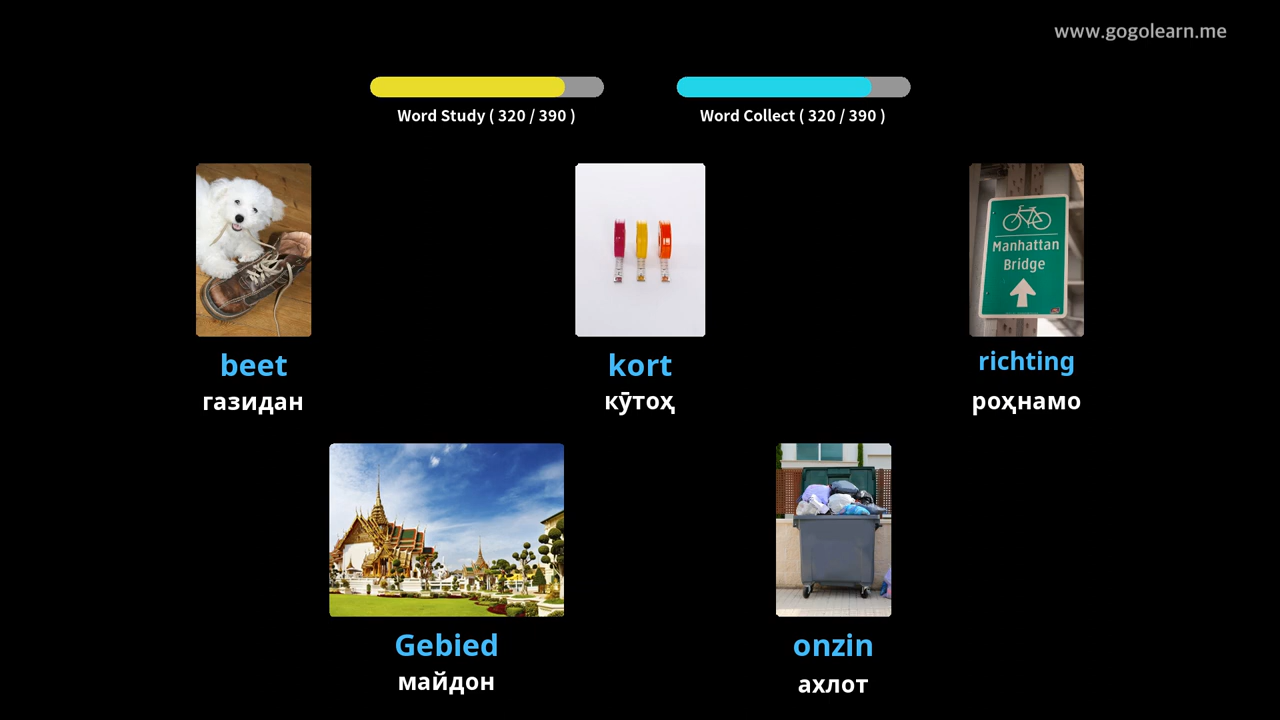 www.gogolearn.me
Word Study ( 320 / 390 )
Word Collect ( 320 / 390 )
Manhattan
Bridge
beet
kort
richting
газидан
кӯтоҳ
роҳнамо
Gebied
onzin
майдон
ахлот